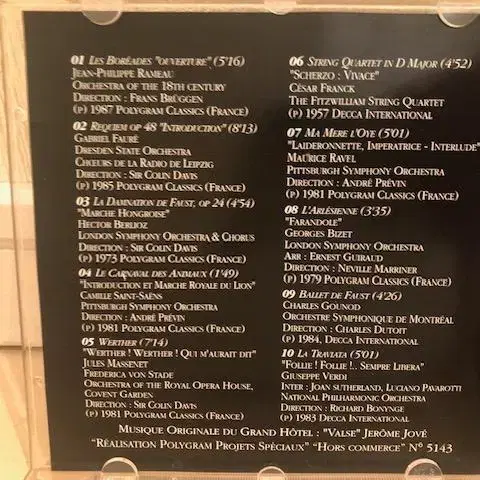 01 Les Boréades "ouverture" (5'16)
Jean-Philippe Rameau
Orchestra of the 18th century
Direction : Frans Brüggen
(p) 1987 Polygram Classics (France)
02 Requiem op 48 "Introduction" (8'13)
Gabriel Fauré
Dresden State Orchestra
Chœurs de la Radio de Leipzig
Direction : Sir Colin Davis
(p) 1985 Polygram Classics (France)
03 La Damnation de Faust, op 24 (4'54)
"Marche Hongroise"
Hector Berlioz
London Symphony Orchestra & Chorus
Direction : Sir Colin Davis
(p) 1973 Polygram Classics (France)
04 Le Carnaval des Animaux (1'49)
"Introduction et Marche Royale du Lion"
Camille Saint-Saëns
Pittsburgh Symphony Orchestra
Direction : André Prévin
(p) 1981 Polygram Classics (France)
05 Werther (7'14)
"Werther ! Werther ! Qui m'aurait dit"
Jules Massenet
Frederica von Stade
Orchestra of the Royal Opera House,
Covent Garden
Direction : Sir Colin Davis
(p) 1981 Polygram Classics (France)
06 String Quartet in D Major (4'52)
"Scherzo : Vivace"
César Franck
The Fitzwilliam String Quartet
(p) 1957 Decca International
07 Ma Mere l'Oye (5'01)
"Laideronnette, Imperatrice - Interlude"
Maurice Ravel
Pittsburgh Symphony Orchestra
Direction : André Prévin
(p) 1981 Polygram Classics (France)
08 L'Arlésienne (3'35)
"Farandole"
Georges Bizet
London Symphony Orchestra
Arr : Ernest Guiraud
Direction : Neville Marriner
(p) 1979 Polygram Classics (France)
09 Ballet de Faust (4'26)
Charles Gounod
Orchestre Symphonique de Montréal
Direction : Charles Dutoit
(p) 1984, Decca International
10 La Traviata (5'01)
"Follie ! Follie !.. Sempre Libera"
Giuseppe Verdi
Inter : Joan Sutherland, Luciano Pavarotti
National Philharmonic Orchestra
Direction : Richard Bonynge
(p) 1983 Decca International
Musique Originale du Grand Hôtel : "Valse" Jerôme Jové
"Réalisation Polygram Projets Spéciaux" "Hors commerce" N° 5143